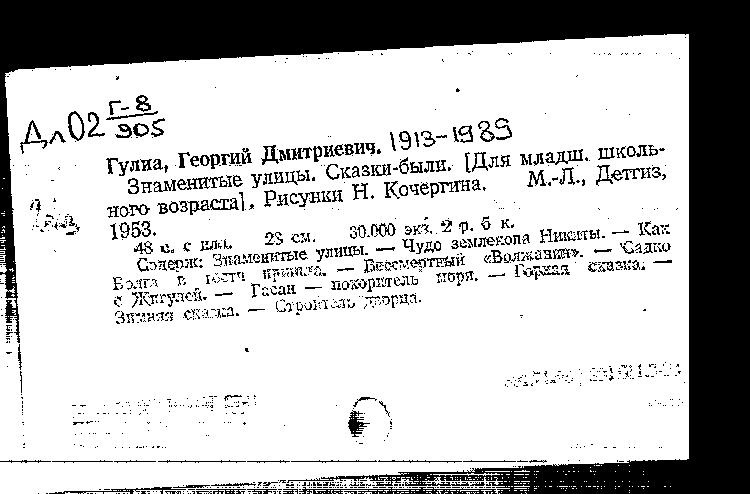 Дл02 Г-8
905
Гулиа, Георгий Дмитриевич. 1913-1989
Знаменитые улицы. Сказки-были. [Для младш. школь-
ного возраста]. Рисунки Н. Кочергина. М.-Л., Детгиз,
1953.
48 с. с илл. 28 см. 30.000 экз. 2 р. 6 к.
Содерж: Знаменитые улицы. — Чудо землекопа Никиты. — Как
Волга в гости пришла. — Бессмертный «Волжанин». — Садко
с Жигулей. — Гасан — покоритель моря. — Горная сказка. —
Зимняя сказка. — Строитель дворца.